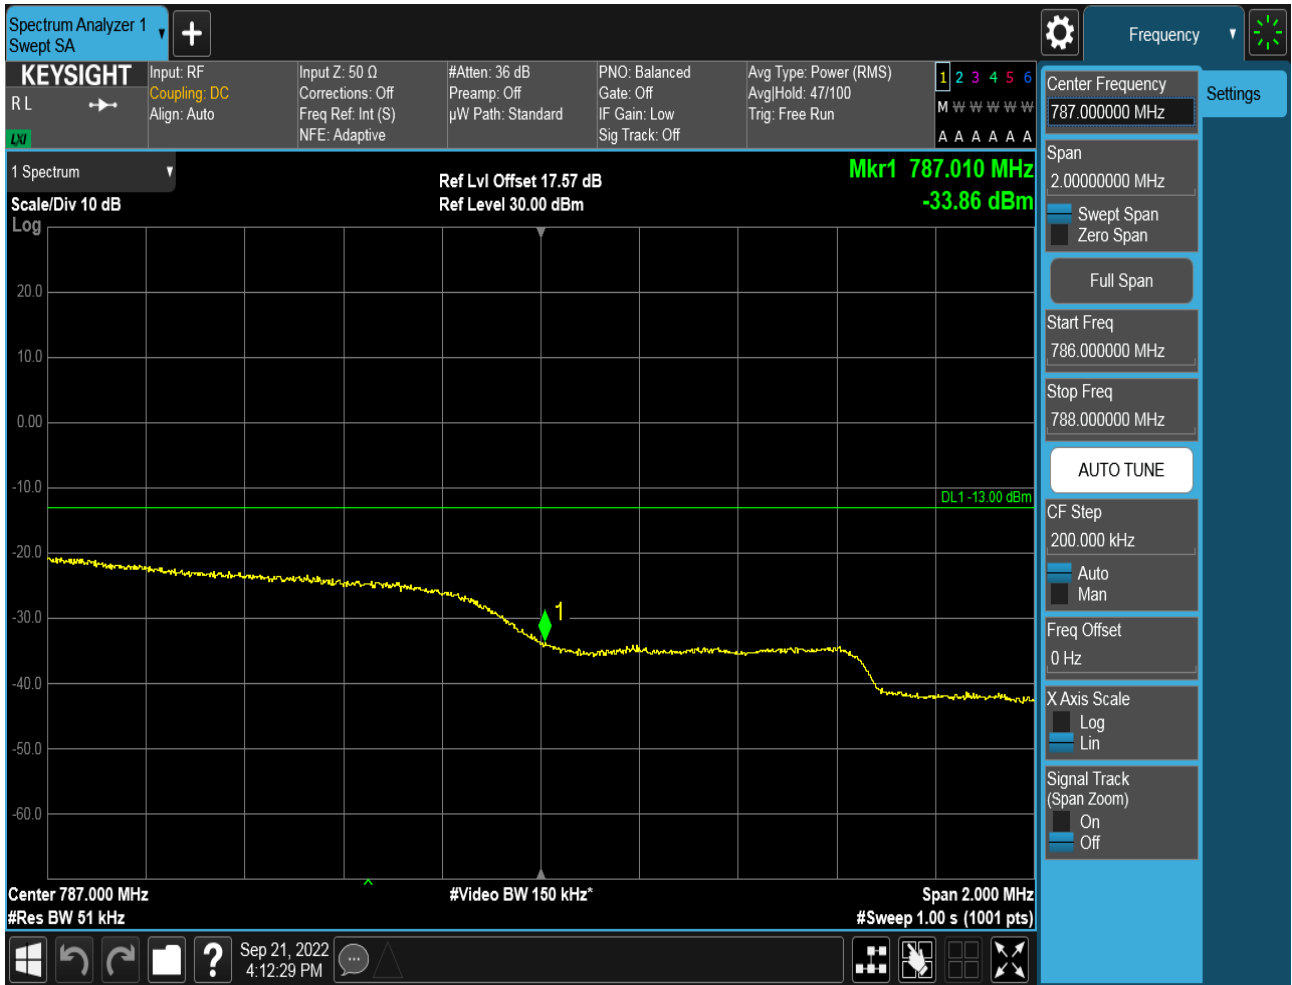 Spectrum Analyzer 1
Swept SA
Frequency
KEYSIGHT
R L
LXI
Input: RF
Coupling: DC
Align: Auto
Input Z: 50 Ω
Corrections: Off
Freq Ref: Int (S)
NFE: Adaptive
#Atten: 36 dB
Preamp: Off
µW Path: Standard
PNO: Balanced
Gate: Off
IF Gain: Low
Sig Track: Off
Avg Type: Power (RMS)
Avg|Hold: 47/100
Trig: Free Run
1 2 3 4 5 6
M W W W W W
A A A A A A
1 Spectrum
Scale/Div 10 dB
Log
Ref Lvl Offset 17.57 dB
Ref Level 30.00 dBm
Mkr1 787.010 MHz
-33.86 dBm
20.0
10.0
0.00
-10.0
DL1 -13.00 dBm
-20.0
1
-30.0
-40.0
-50.0
-60.0
Center 787.000 MHz
#Video BW 150 kHz*
Span 2.000 MHz
#Res BW 51 kHz
#Sweep 1.00 s (1001 pts)
Center Frequency
787.000000 MHz
Settings
Span
2.00000000 MHz
Swept Span
Zero Span
Full Span
Start Freq
786.000000 MHz
Stop Freq
788.000000 MHz
AUTO TUNE
CF Step
200.000 kHz
Auto
Man
Freq Offset
0 Hz
X Axis Scale
Log
Lin
Signal Track
(Span Zoom)
On
Off
?
Sep 21, 2022
4:12:29 PM